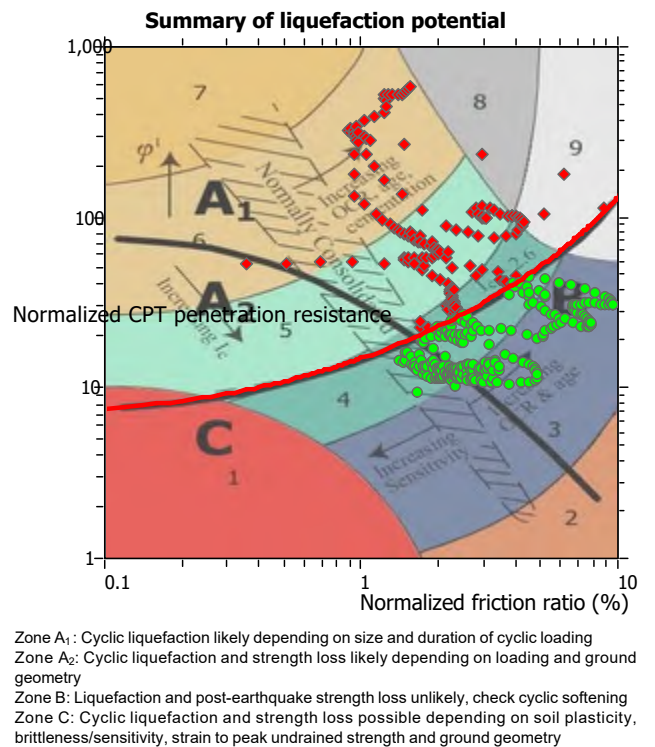 Summary of liquefaction potential
1,000
7
8
9
φ'
A₁
Increasing
OCR, age,
cementation
Normally Consolidated
100
6
A₂
Increasing Ic
Normalized CPT penetration resistance
5
B
10
4
Increasing
OCR & age
C
3
Increasing
Sensitivity
1
2
1
0.1
1
10
Normalized friction ratio (%)
Zone A₁: Cyclic liquefaction likely depending on size and duration of cyclic loading
Zone A₂: Cyclic liquefaction and strength loss likely depending on loading and ground
geometry
Zone B: Liquefaction and post-earthquake strength loss unlikely, check cyclic softening
Zone C: Cyclic liquefaction and strength loss possible depending on soil plasticity,
brittleness/sensitivity, strain to peak undrained strength and ground geometry